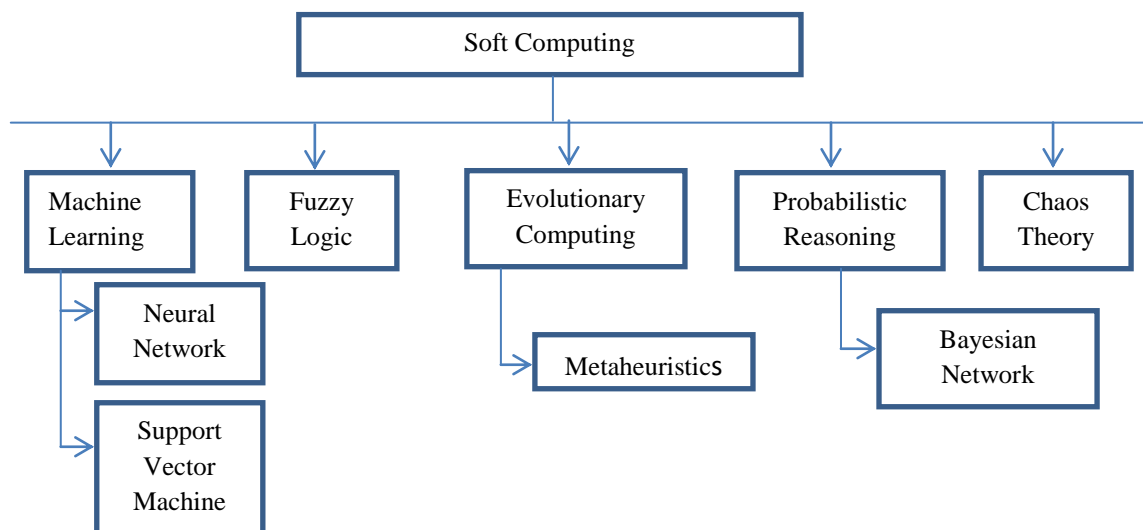 Soft Computing
Machine
Learning
Fuzzy
Logic
Evolutionary
Computing
Probabilistic
Reasoning
Chaos
Theory
Neural
Network
Support
Vector
Machine
Metaheuristics
Bayesian
Network